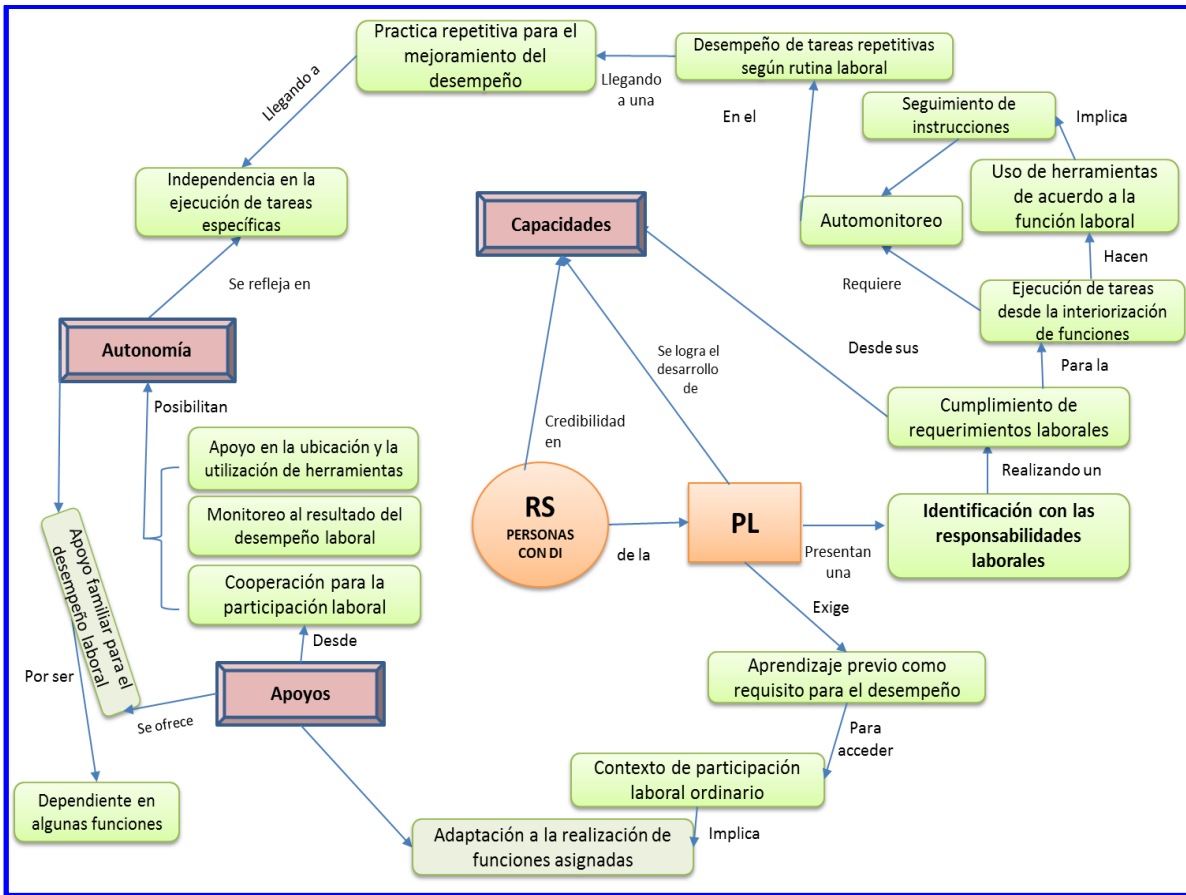 Practica repetitiva para el
mejoramiento del
desempeño
Desempeño de tareas repetitivas
según rutina laboral
Llegando a
Llegando
a una
En el
Seguimiento de
instrucciones
Implica
Independencia en la
ejecución de tareas
específicas
Uso de herramientas
de acuerdo a la
función laboral
Capacidades
Automonitoreo
Hacen
Se refleja en
Requiere
Ejecución de tareas
desde la interiorización
de funciones
Autonomía
Se logra el
desarrollo
de
Desde sus
Para la
Posibilitan
Cumplimiento de
requerimientos laborales
Credibilidad
en
Apoyo en la ubicación y la
utilización de herramientas
Realizando un
RS
PERSONAS
CON DI
PL
Identificación con las
responsabilidades
laborales
Monitoreo al resultado del
desempeño laboral
de la
Presentan
una
Apoyo familiar para el
desempeño laboral
Cooperación para la
participación laboral
Exige
Desde
Por ser
Apoyos
Aprendizaje previo como
requisito para el desempeño
Se ofrece
Para
acceder
Contexto de participación
laboral ordinario
Dependiente en
algunas funciones
Implica
Adaptación a la realización de
funciones asignadas